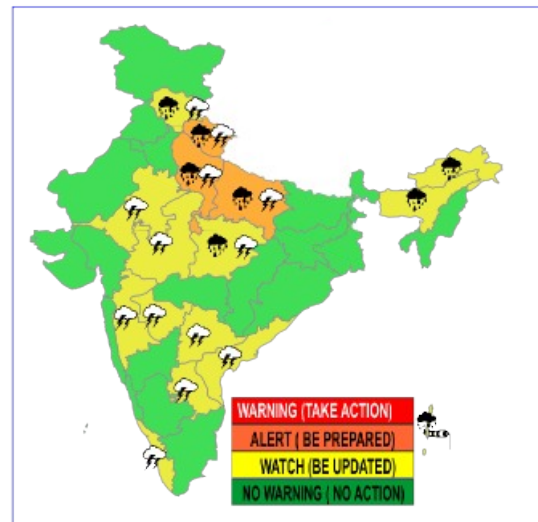 WARNING (TAKE ACTION)
ALERT ( BE PREPARED)
WATCH (BE UPDATED)
NO WARNING ( NO ACTION)